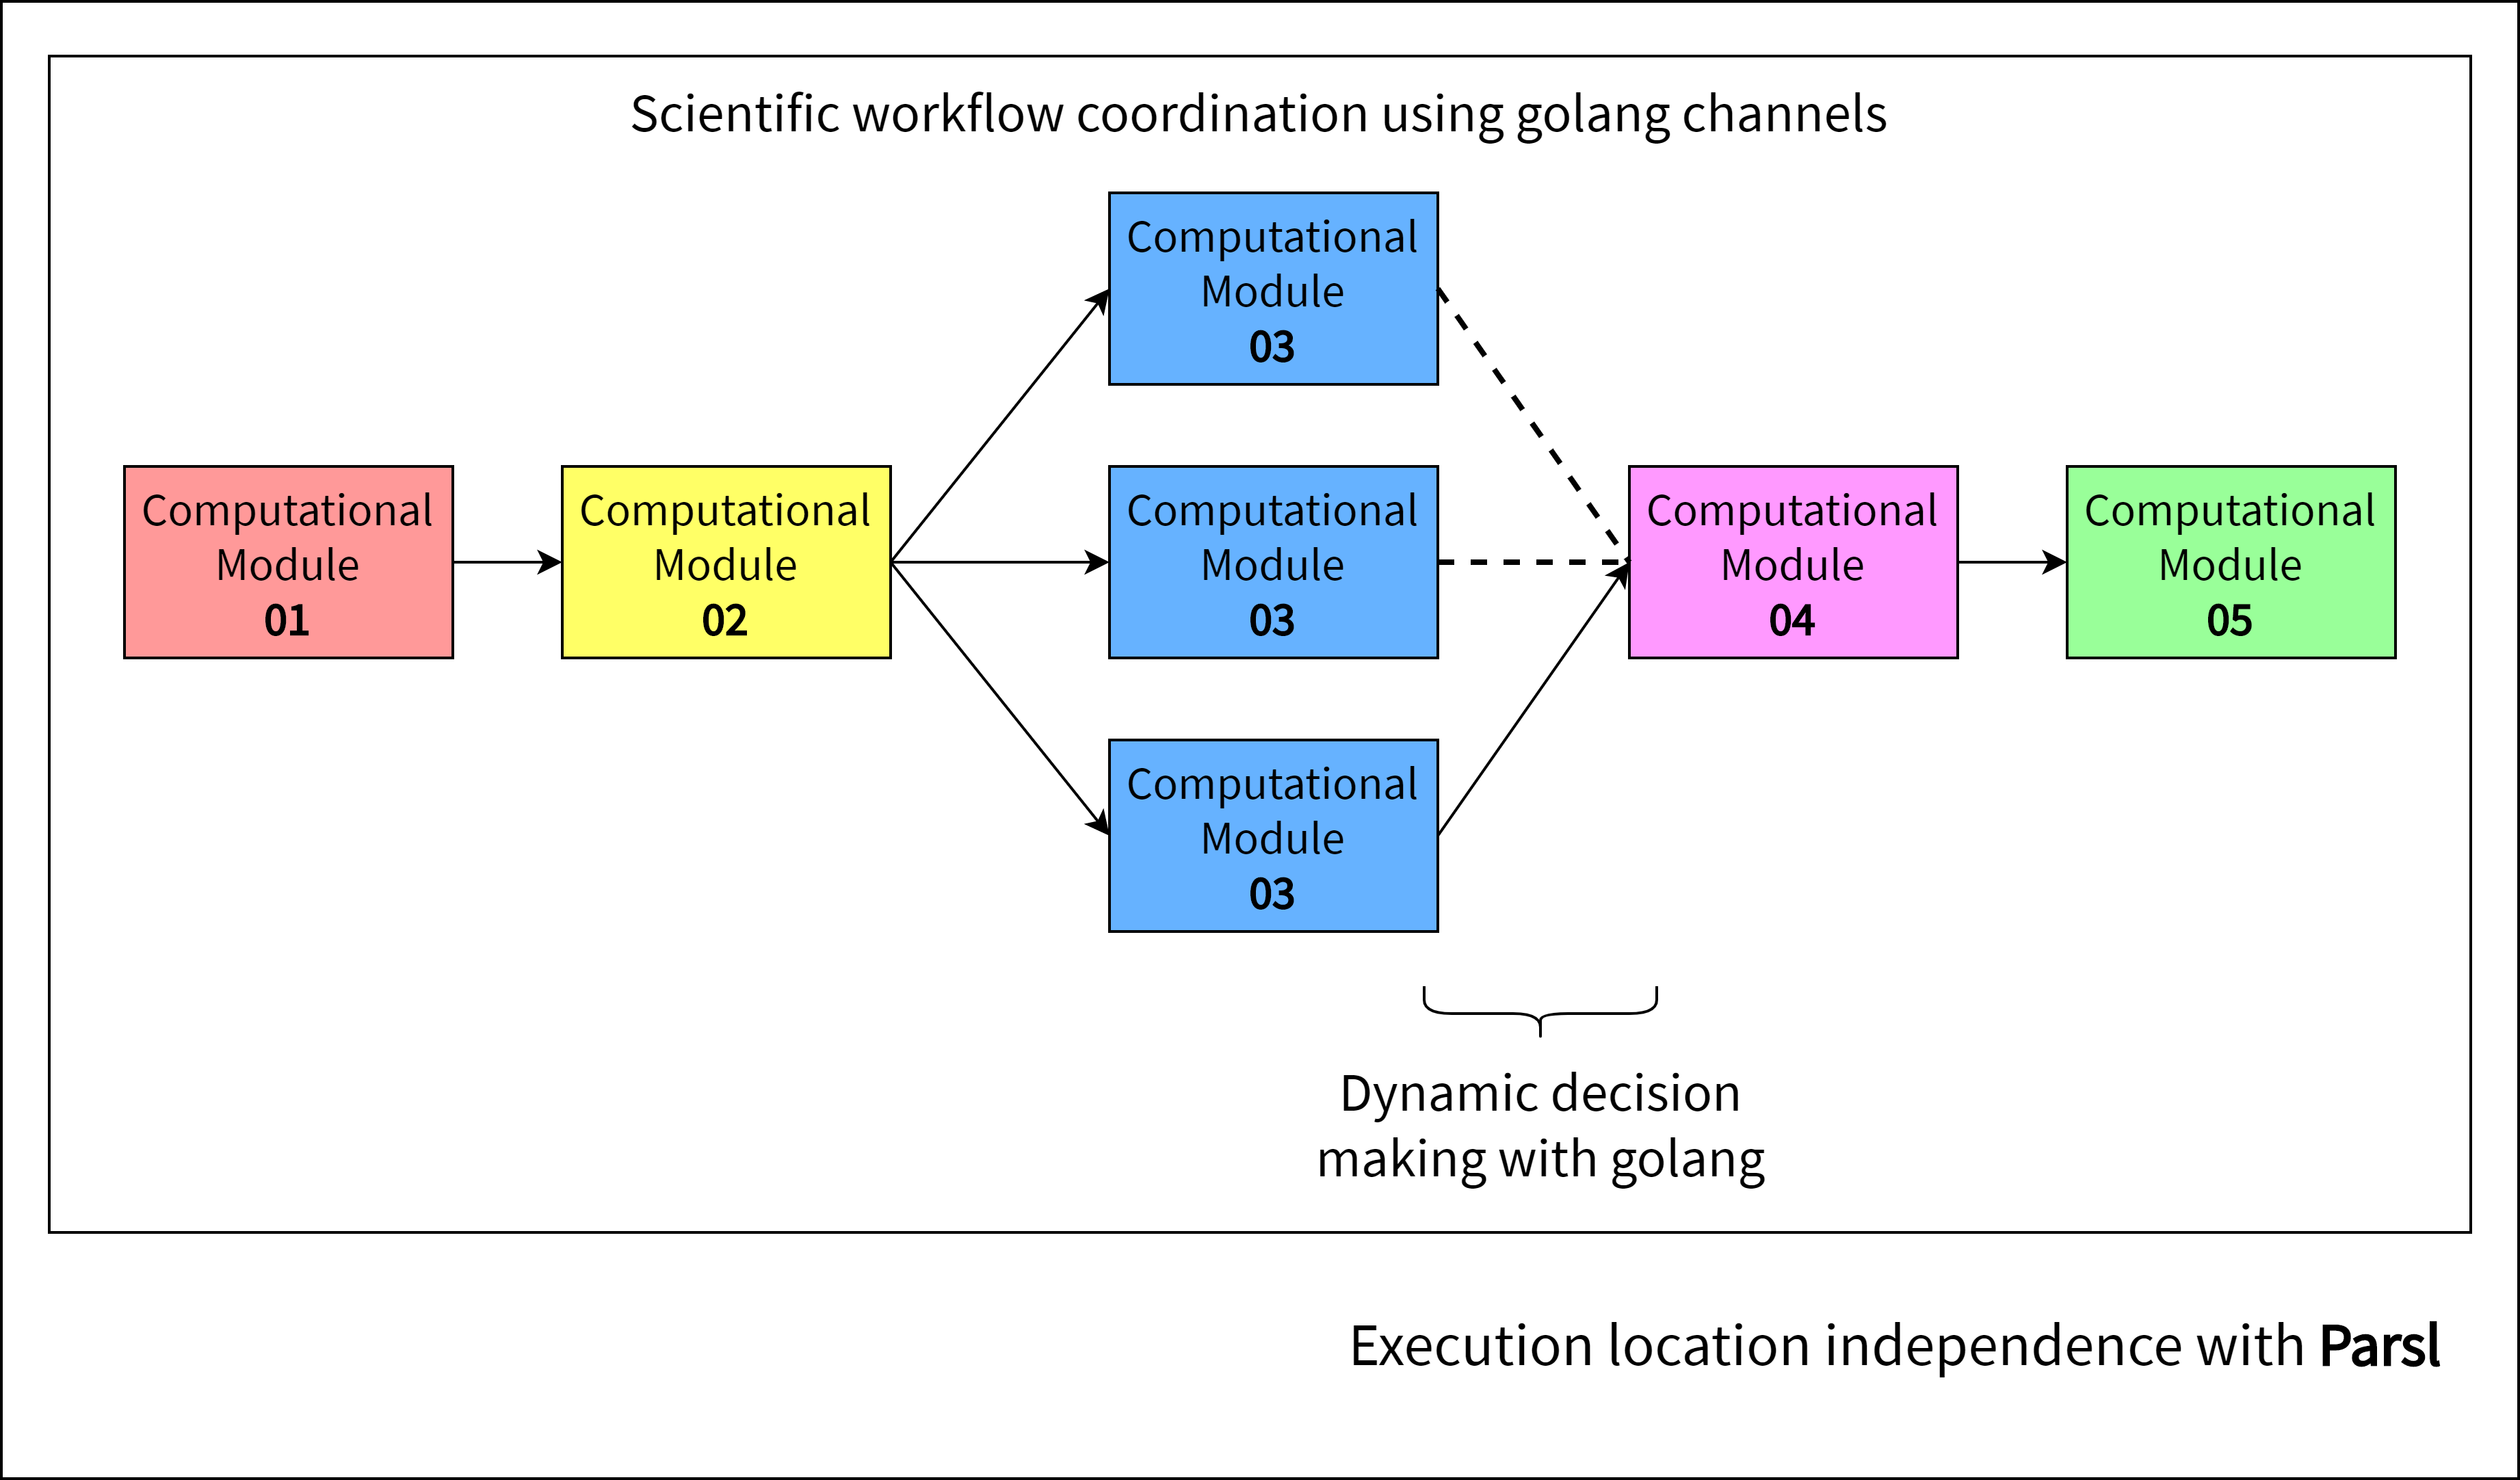 Scientific workflow coordination using golang channels
Computational
Module
03
Computational
Module
01
Computational
Module
02
Computational
Module
03
Computational
Module
04
Computational
Module
05
Computational
Module
03
Dynamic decision
making with golang
Execution location independence with Parsl